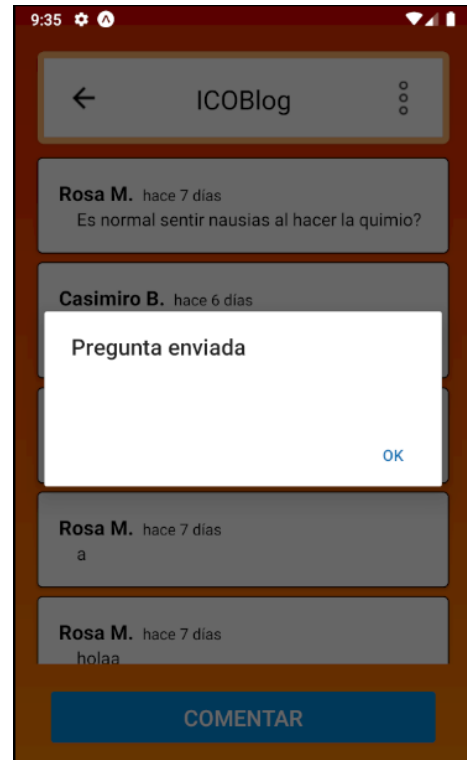 9:35
ICOBlog
Rosa M. hace 7 días
Es normal sentir nausias al hacer la quimio?
Casimiro B. hace 6 días
Pregunta enviada
OK
Rosa M. hace 7 días
a
Rosa M. hace 7 días
holaa
COMENTAR